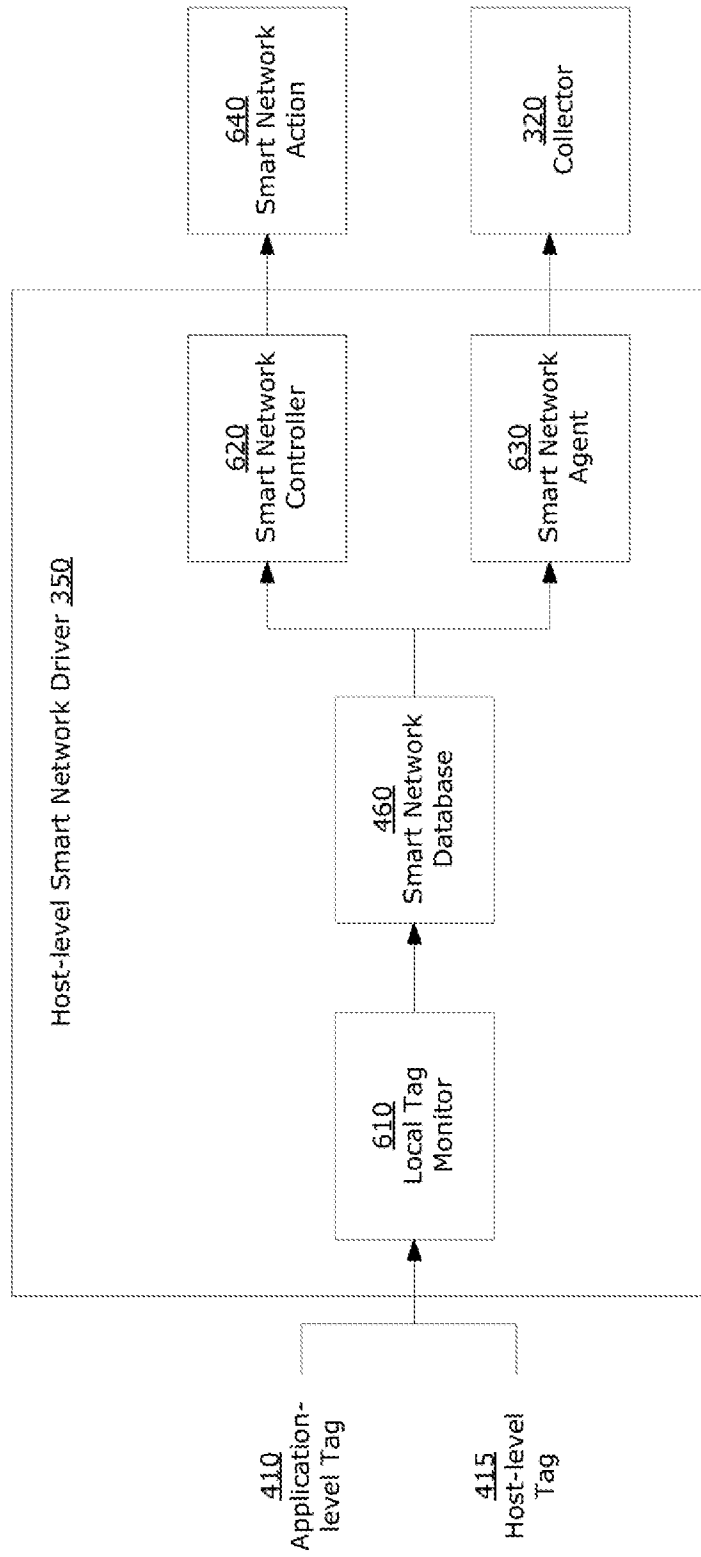 Host-level Smart Network Driver 350
410
Application-
level Tag
415
Host-level
Tag
610
Local Tag
Monitor
460
Smart Network
Database
620
Smart Network
Controller
630
Smart Network
Agent
640
Smart Network
Action
320
Collector